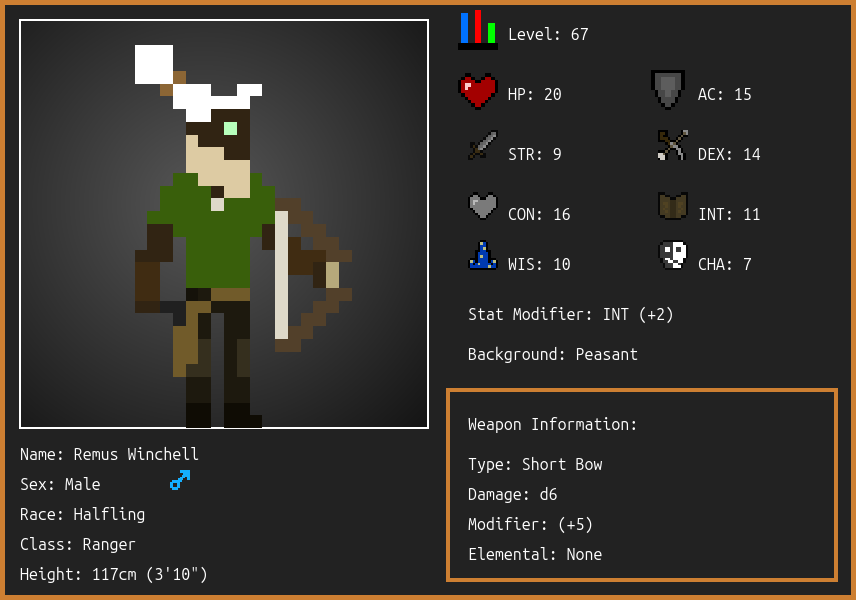 Level: 67
HP: 20
AC: 15
STR: 9
DEX: 14
CON: 16
INT: 11
WIS: 10
CHA: 7
Stat Modifier: INT (+2)
Background: Peasant
Weapon Information:
Type: Short Bow
Damage: d6
Modifier: (+5)
Elemental: None
Name: Remus Winchell
Sex: Male
Race: Halfling
Class: Ranger
Height: 117cm (3'10")